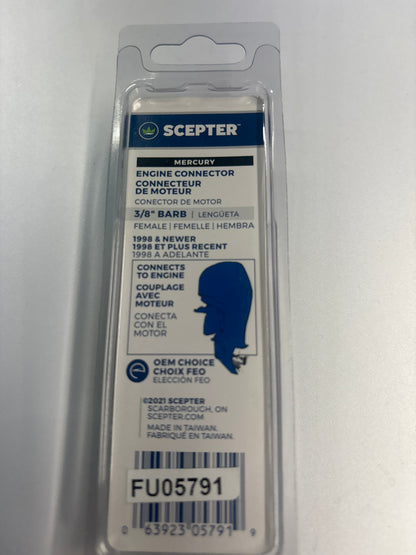 SCEPTER™
MERCURY
ENGINE CONNECTOR
CONNECTEUR
DE MOTEUR
CONECTOR DE MOTOR
3/8" BARB | LENGÜETA
FEMALE | FEMELLE | HEMBRA
1998 & NEWER
1998 ET PLUS RECENT
1998 A ADELANTE
CONNECTS
TO ENGINE
COUPLAGE
AVEC
MOTEUR
CONECTA
CON EL
MOTOR
e
OEM CHOICE
CHOIX FEO
ELECCIÓN FEO
©2021 SCEPTER
SCARBOROUGH, ON
SCEPTER.COM
MADE IN TAIWAN.
FABRIQUÉ EN TAIWAN.
FU05791
0 63923 05791 9